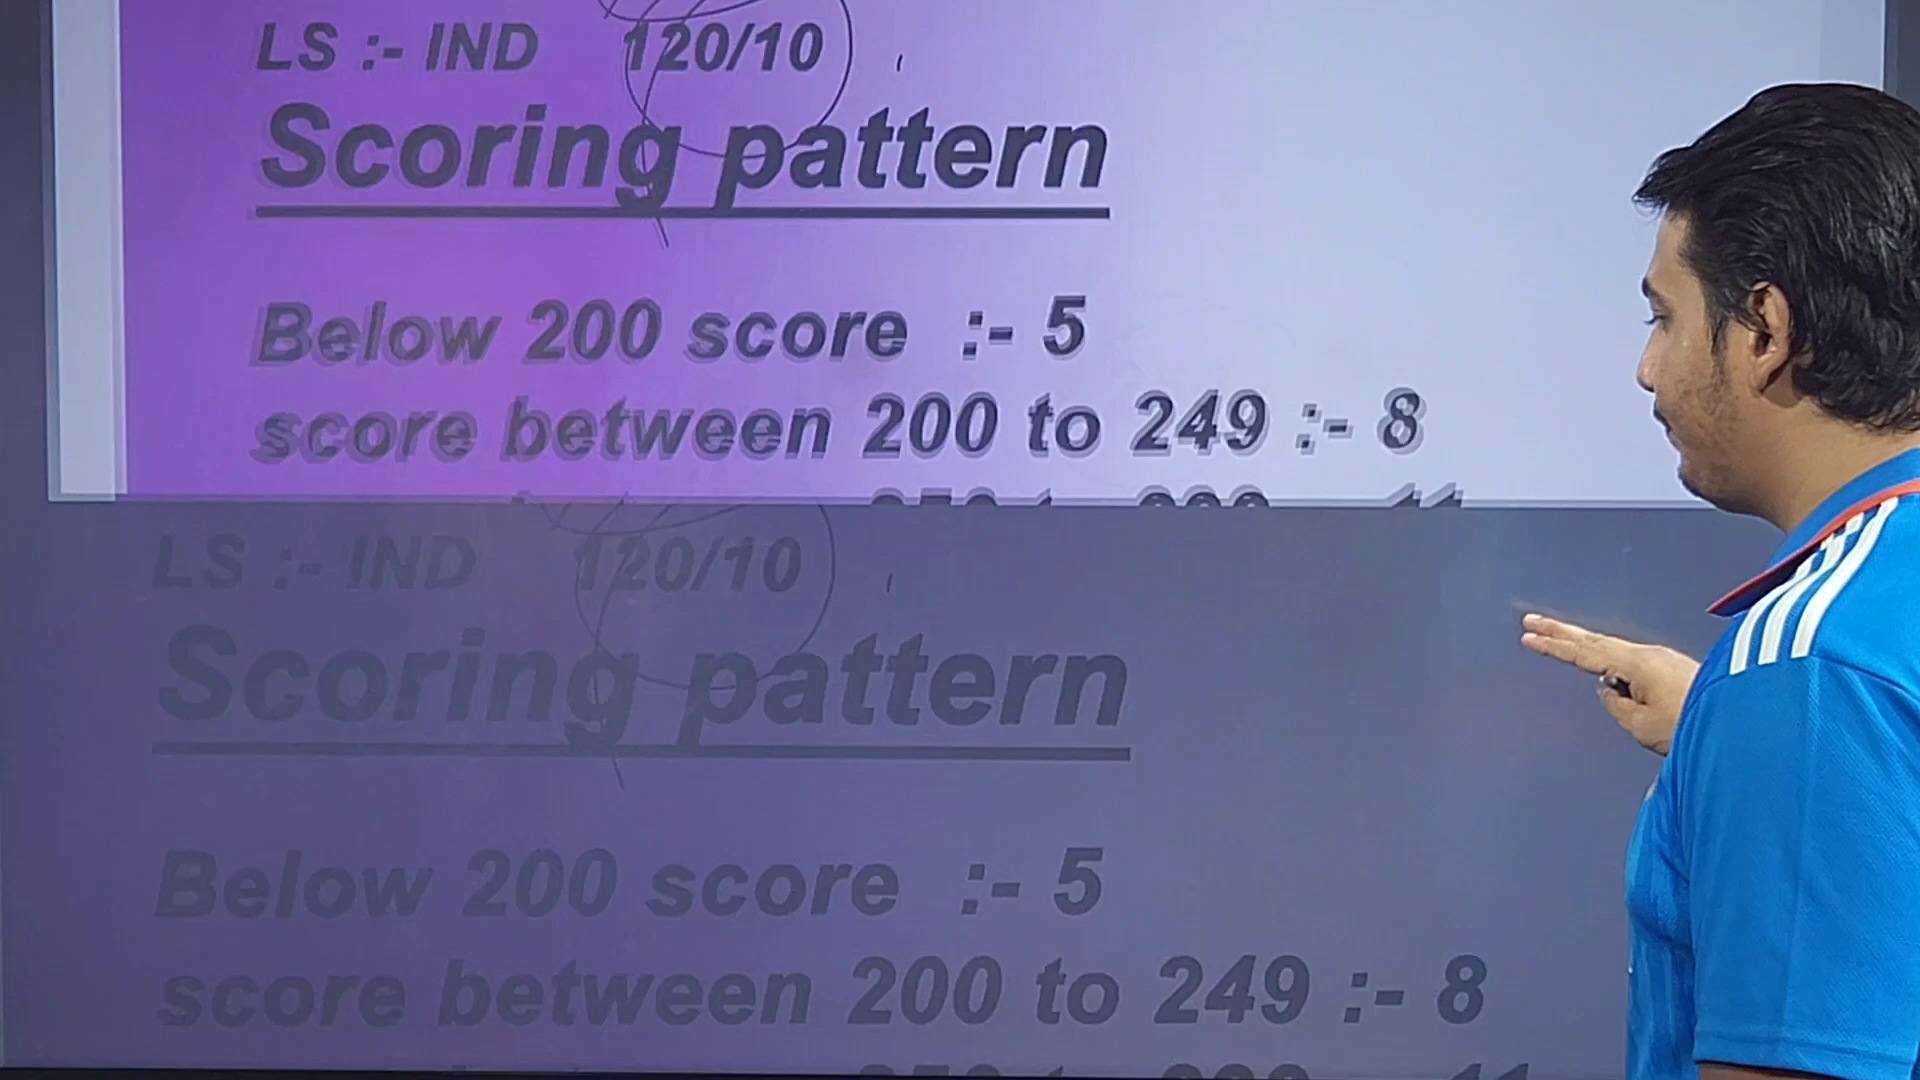 LS :- IND 120/10
Scoring pattern
Below 200 score :- 5
score between 200 to 249 :- 8
LS :- IND 120/10
Scoring pattern
Below 200 score :- 5
score between 200 to 249 :- 8